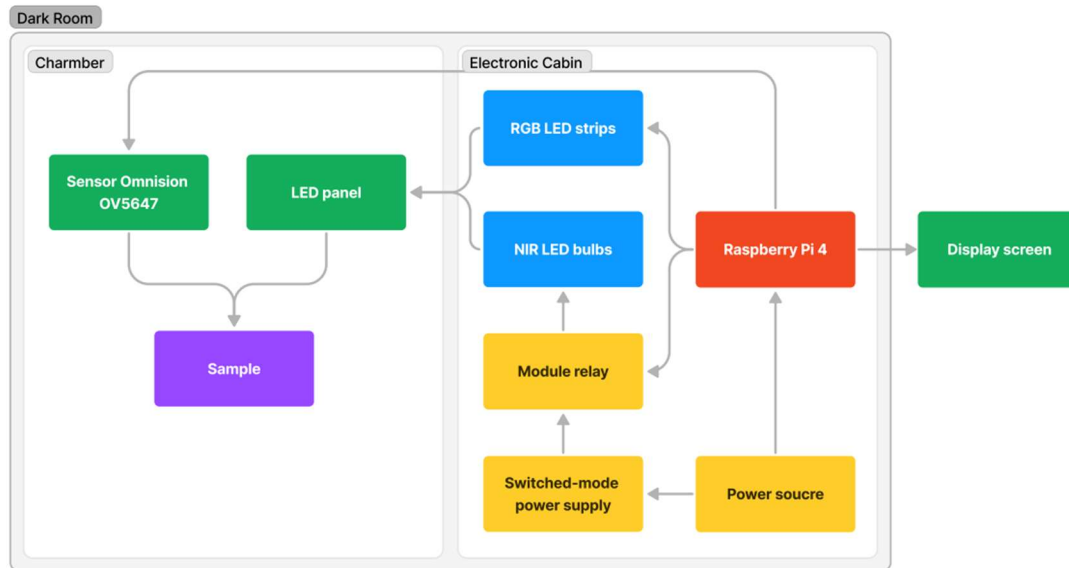 Dark Room
Charmber
Electronic Cabin
RGB LED strips
Sensor Omnision
OV5647
LED panel
NIR LED bulbs
Raspberry Pi 4
Display screen
Sample
Module relay
Switched-mode
power supply
Power soucre